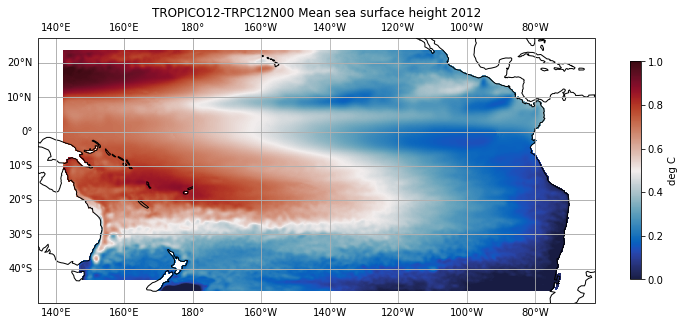 TROPICO12-TRPC12N00 Mean sea surface height 2012
140°E 160°E 180° 160°W 140°W 120°W 100°W 80°W
20°N
10°N
0°
10°S
20°S
30°S
40°S
140°E 160°E 180° 160°W 140°W 120°W 100°W 80°W
1.0
0.8
0.6
0.4
0.2
0.0
deg C